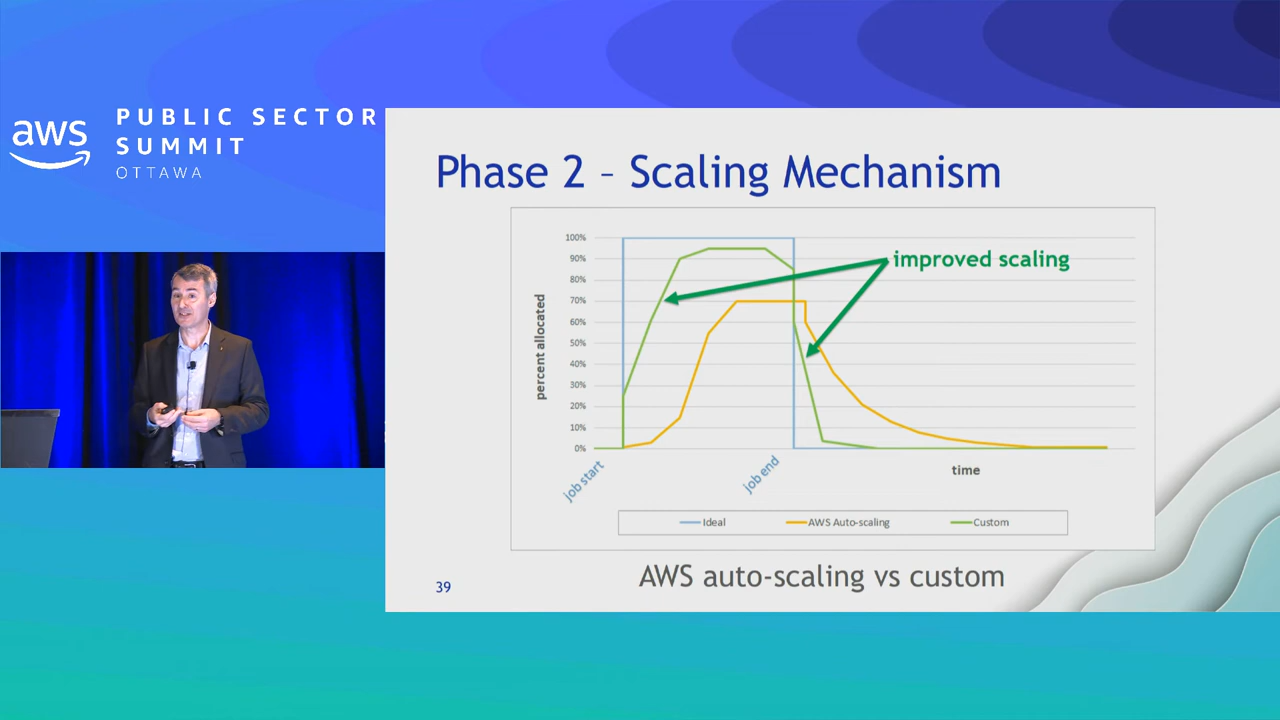 aws
PUBLIC SECTOR
SUMMIT
OTTAWA
Phase 2 – Scaling Mechanism
100%
90%
80%
70%
60%
50%
40%
30%
20%
10%
0%
percent allocated
improved scaling
job start
job end
time
Ideal
AWS Auto-scaling
Custom
39
AWS auto-scaling vs custom